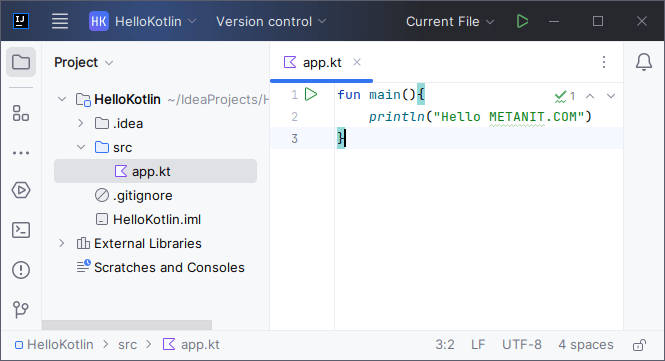 IJ HK HelloKotlin Version control Current File
Project
app.kt
HelloKotlin ~/IdeaProjects/H
.idea
src
app.kt
.gitignore
HelloKotlin.iml
External Libraries
Scratches and Consoles
1 fun main(){
2 println("Hello METANIT.COM")
3 }
1
HelloKotlin src app.kt 3:2 LF UTF-8 4 spaces